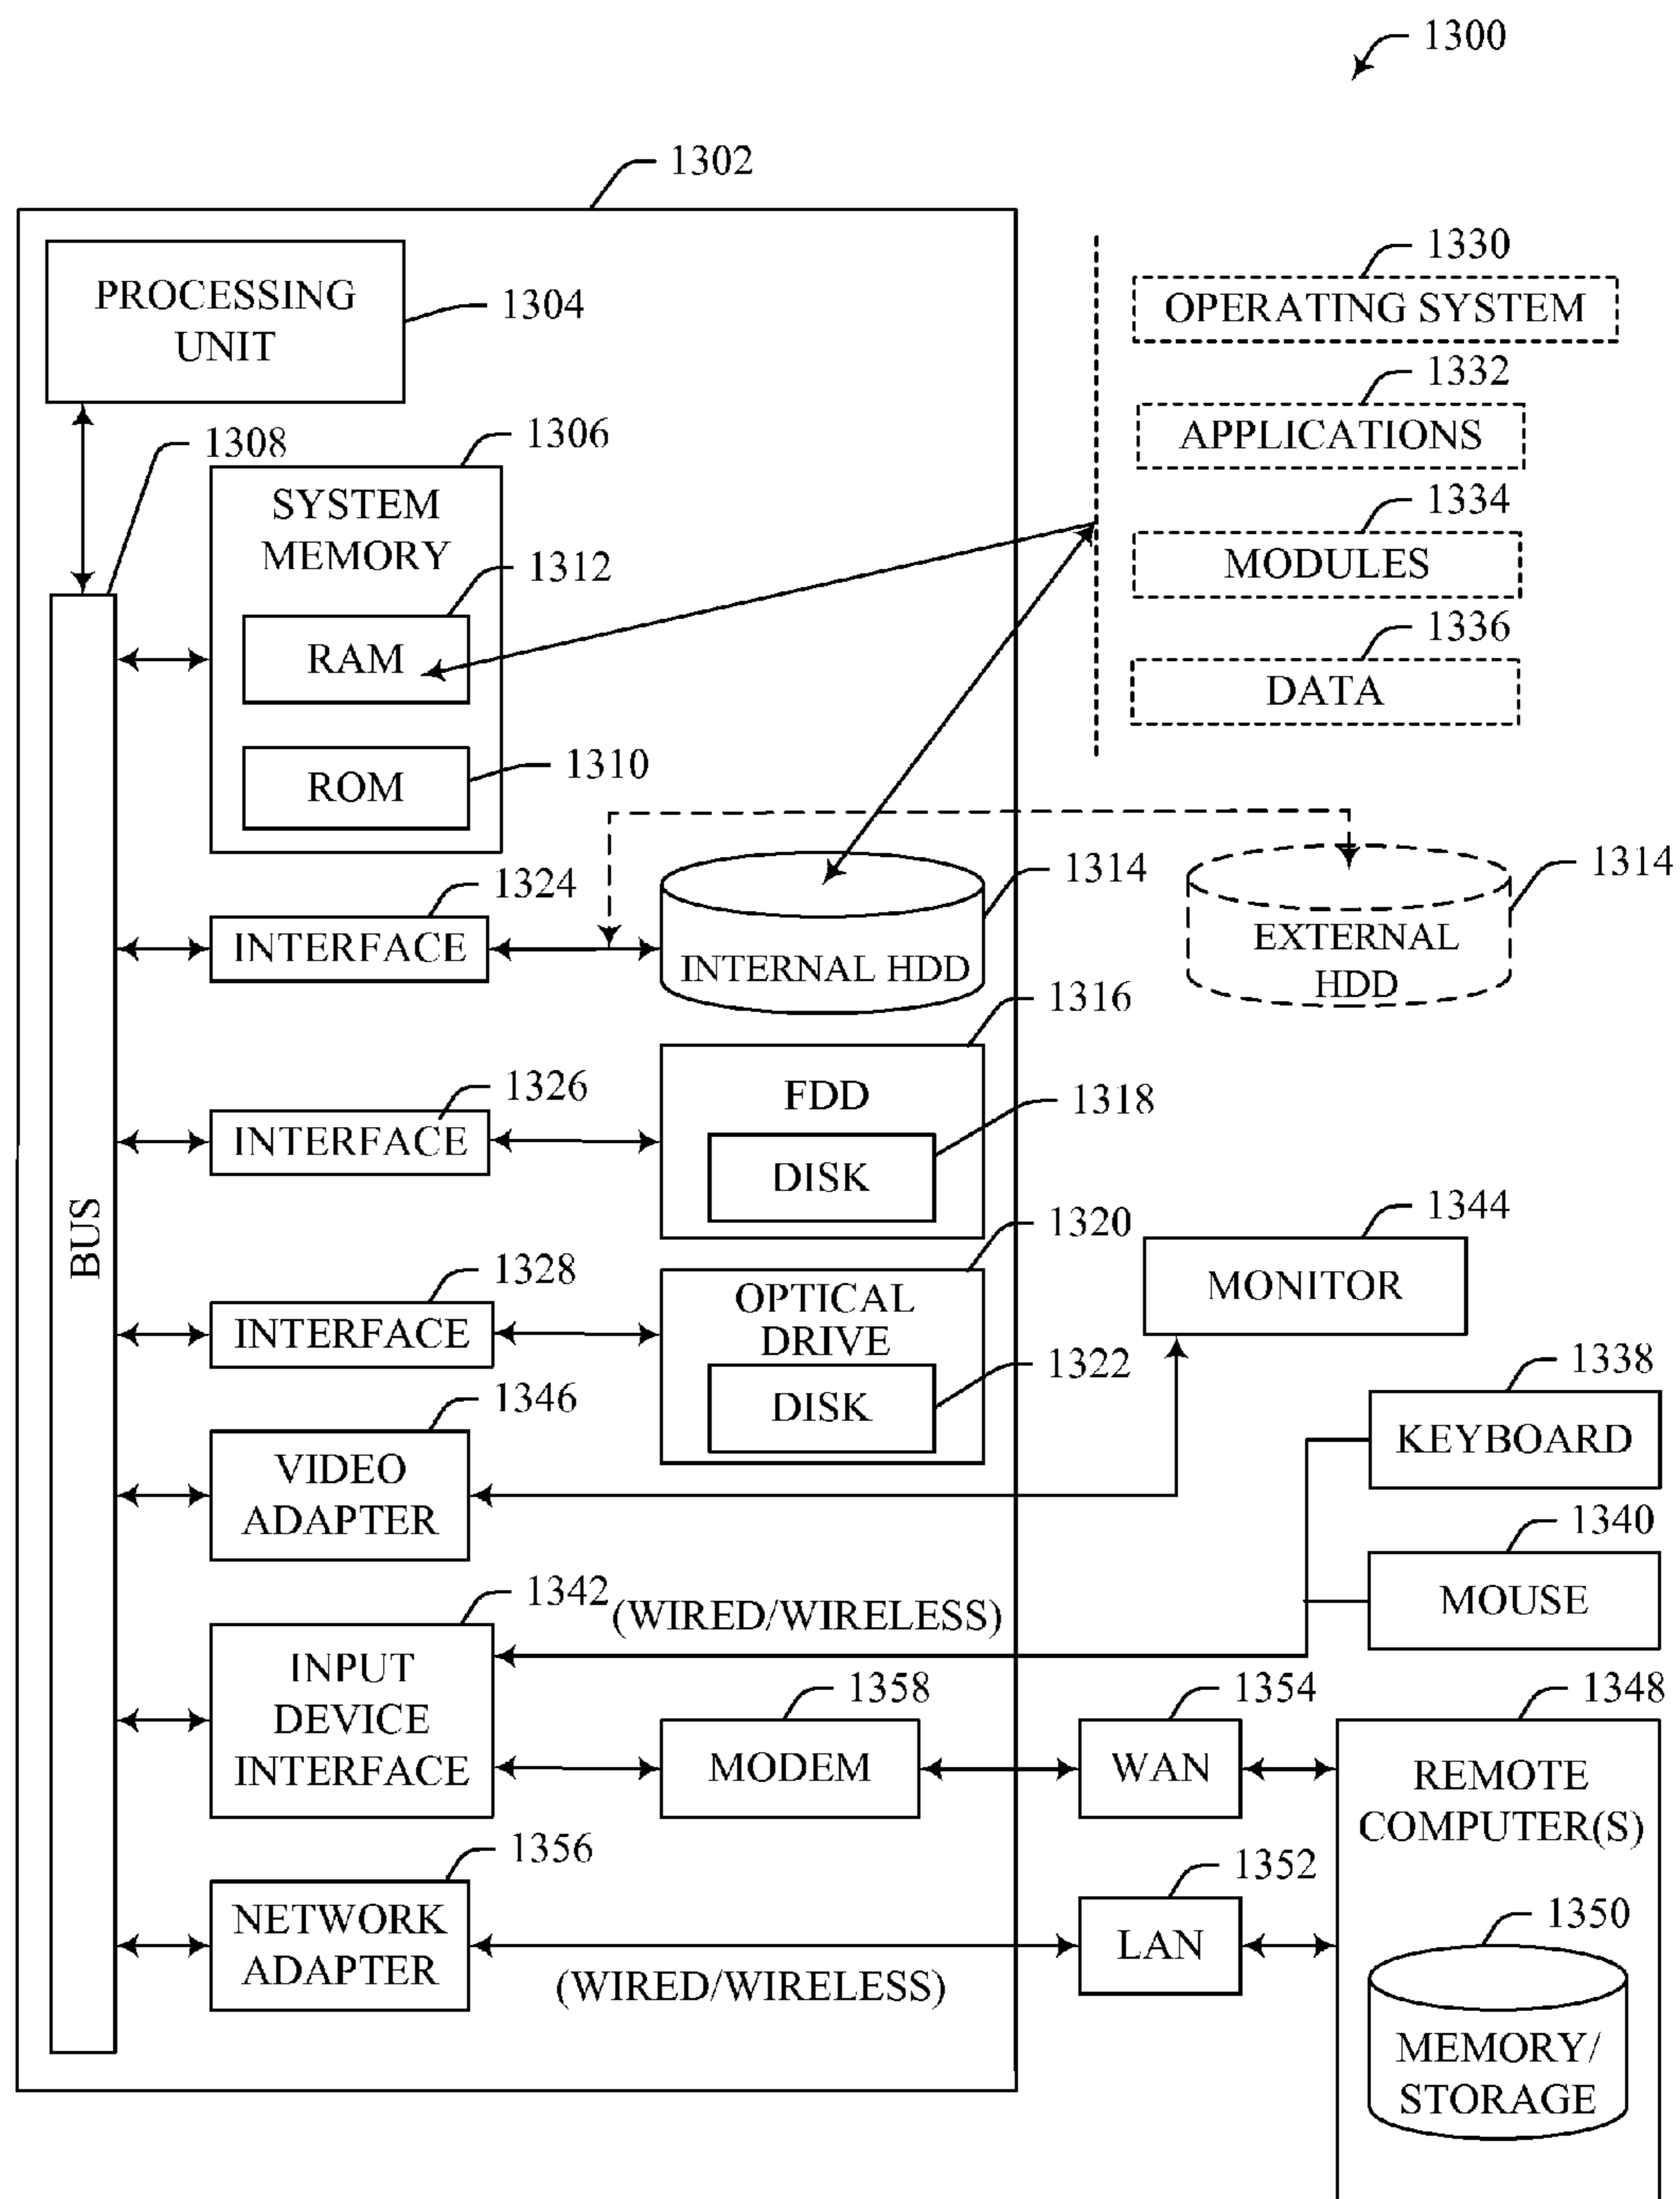 1300
1302
PROCESSING
UNIT
1304
1308
1306
SYSTEM
MEMORY
1312
RAM
ROM
1310
1330
OPERATING SYSTEM
1332
APPLICATIONS
1334
MODULES
1336
DATA
1324
INTERFACE
1314
INTERNAL HDD
1314
EXTERNAL
HDD
1316
FDD
1326
INTERFACE
1318
DISK
BUS
1320
OPTICAL
DRIVE
1328
INTERFACE
1322
DISK
1344
MONITOR
1346
VIDEO
ADAPTER
1338
KEYBOARD
1340
MOUSE
1342
(WIRED/WIRELESS)
INPUT
DEVICE
INTERFACE
1358
MODEM
1354
WAN
1348
REMOTE
COMPUTER(S)
1356
NETWORK
ADAPTER
(WIRED/WIRELESS)
1352
LAN
1350
MEMORY/
STORAGE